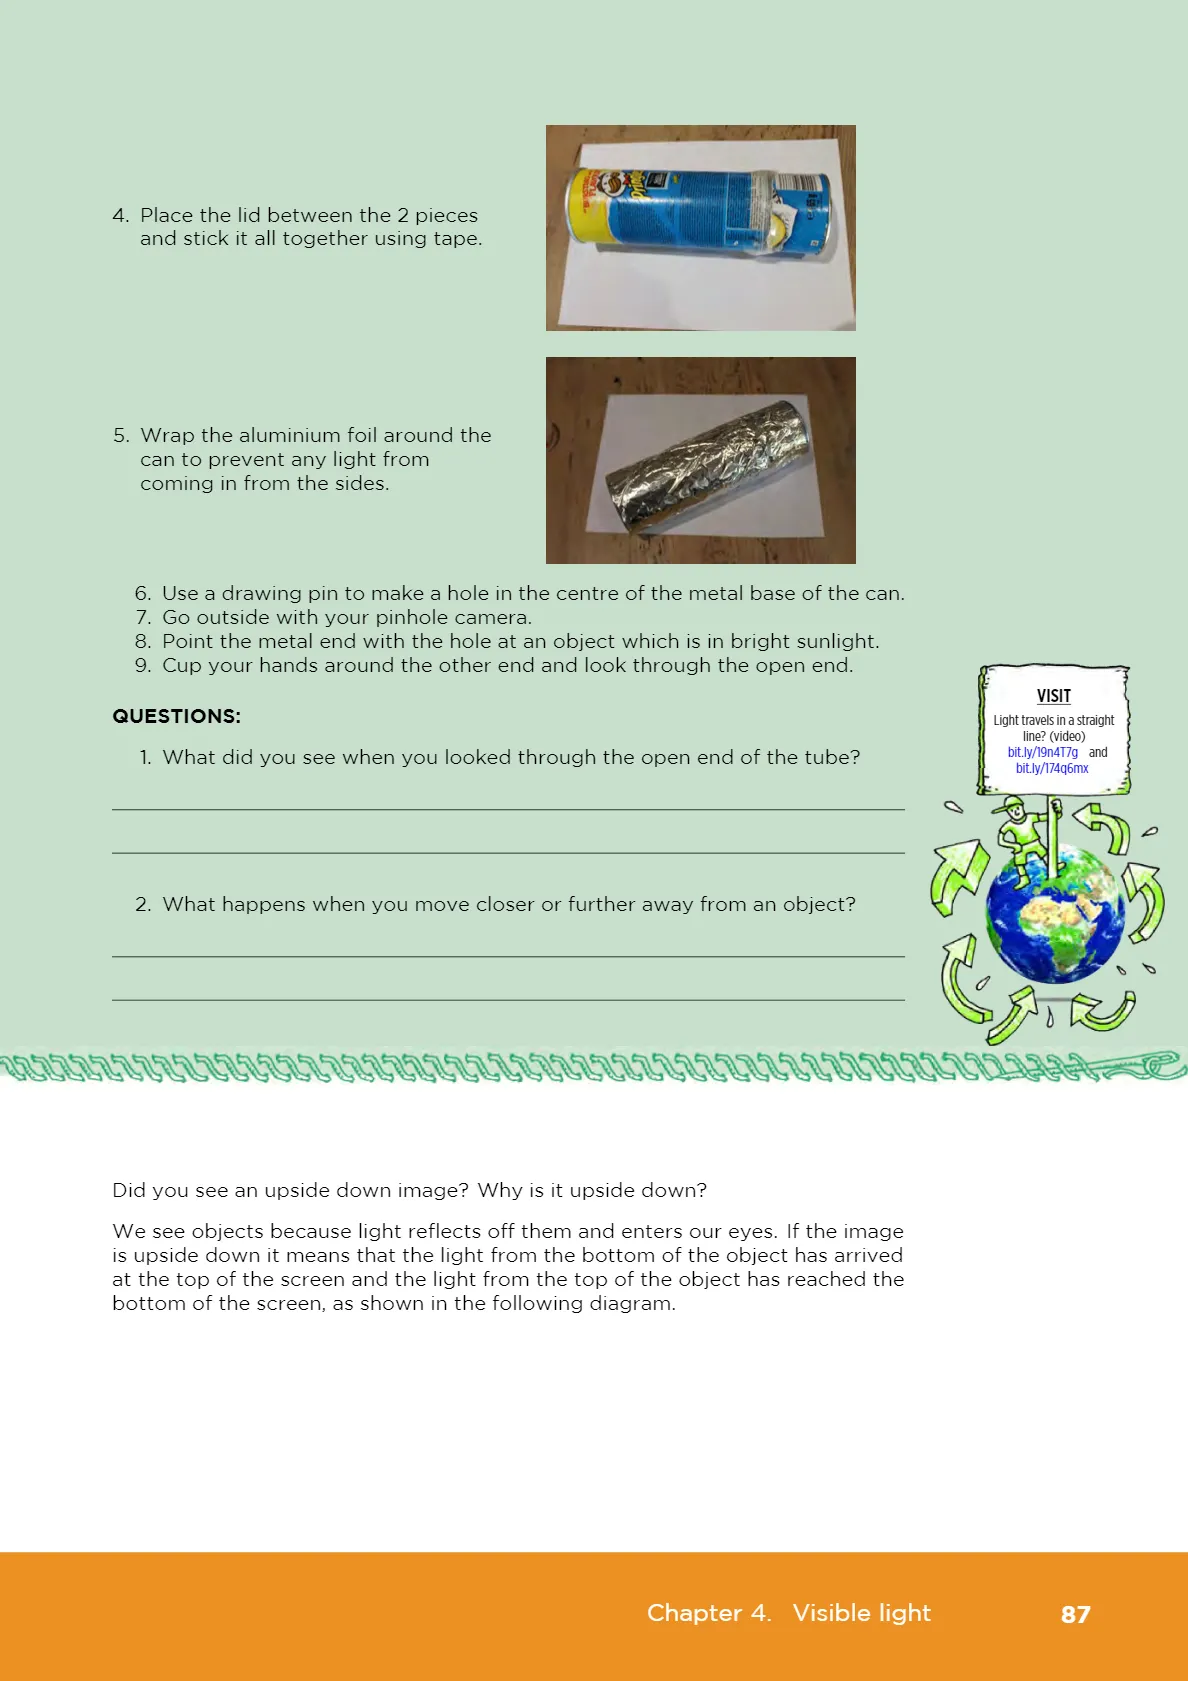 4. Place the lid between the 2 pieces
and stick it all together using tape.
5. Wrap the aluminium foil around the
can to prevent any light from
coming in from the sides.
6. Use a drawing pin to make a hole in the centre of the metal base of the can.
7. Go outside with your pinhole camera.
8. Point the metal end with the hole at an object which is in bright sunlight.
9. Cup your hands around the other end and look through the open end.
QUESTIONS:
1. What did you see when you looked through the open end of the tube?
2. What happens when you move closer or further away from an object?
VISIT
Light travels in a straight
line? (video)
bit.ly/19n4T7g and
bit.ly/174q6mx
Did you see an upside down image? Why is it upside down?
We see objects because light reflects off them and enters our eyes. If the image
is upside down it means that the light from the bottom of the object has arrived
at the top of the screen and the light from the top of the object has reached the
bottom of the screen, as shown in the following diagram.
Chapter 4. Visible light 87